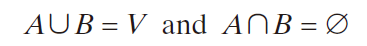 A∪B = V and A∩B = ∅